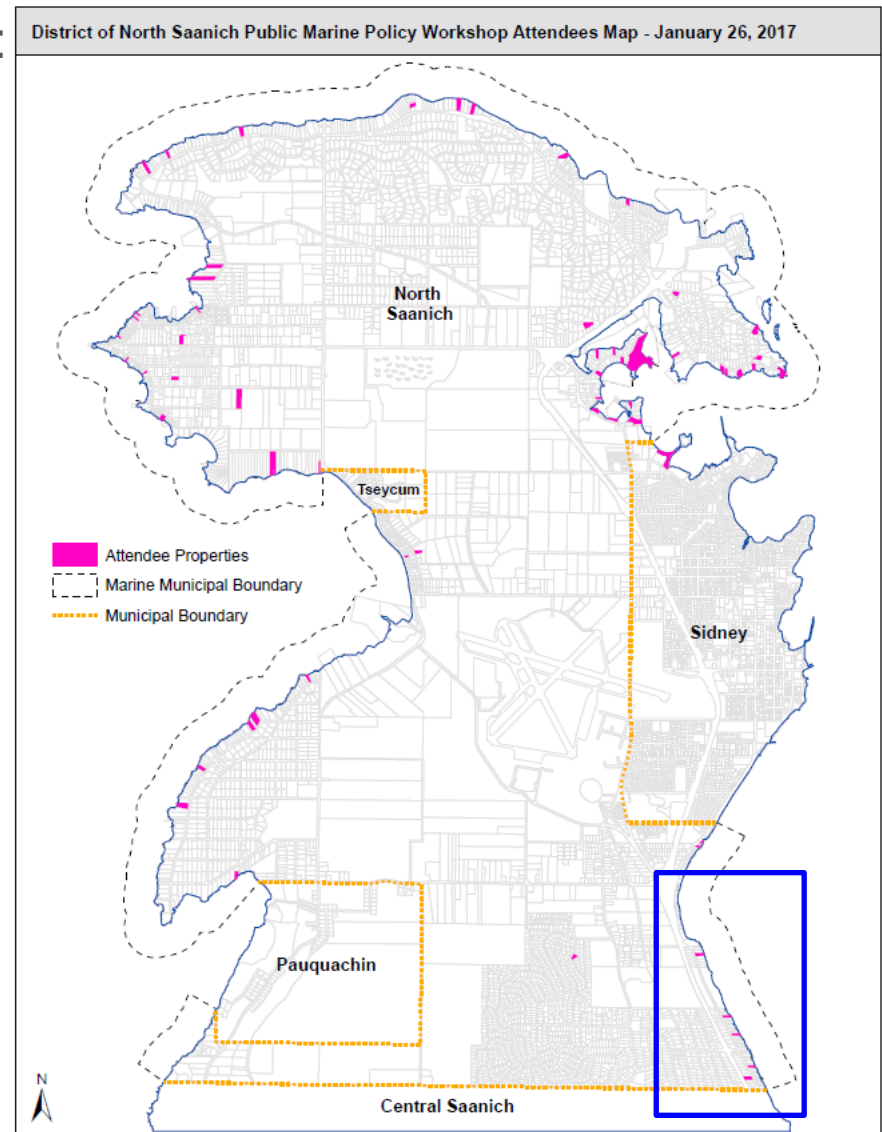 District of North Saanich Public Marine Policy Workshop Attendees Map - January 26, 2017
North
Saanich
Tseycum
Attendee Properties
Marine Municipal Boundary
Municipal Boundary
Sidney
Pauquachin
N
Central Saanich